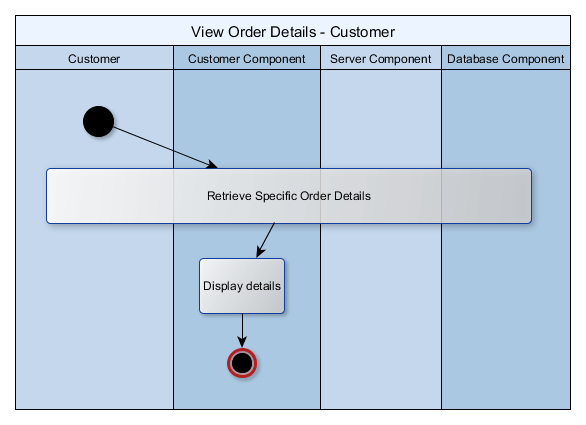 View Order Details - Customer
Customer
Customer Component
Server Component
Database Component
Retrieve Specific Order Details
Display details